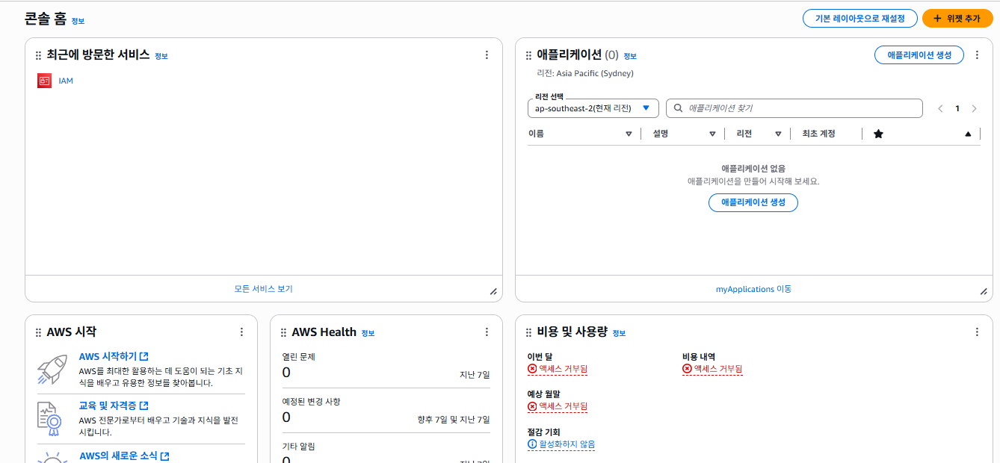 콘솔 홈 정보
기본 레이아웃으로 재설정
위젯 추가
최근에 방문한 서비스 정보
IAM
모든 서비스 보기
애플리케이션 (0) 정보
애플리케이션 생성
리전: Asia Pacific (Sydney)
리전 선택
ap-southeast-2(현재 리전)
애플리케이션 찾기
1
이름
설명
리전
최초 계정
애플리케이션 없음
애플리케이션을 만들어 시작해 보세요.
애플리케이션 생성
myApplications 이동
AWS 시작
AWS 시작하기
AWS를 최대한 활용하는 데 도움이 되는 기초 지
식을 배우고 유용한 정보를 찾아봅니다.
교육 및 자격증
AWS 전문가로부터 배우고 기술과 지식을 발전
시킵니다.
AWS의 새로운 소식
AWS Health 정보
열린 문제
0
지난 7일
예정된 변경 사항
0
향후 7일 및 지난 7일
기타 알림
0
지난 7일
비용 및 사용량 정보
이번 달
액세스 거부됨
비용 내역
액세스 거부됨
예상 월말
액세스 거부됨
절감 기회
활성화하지 않음